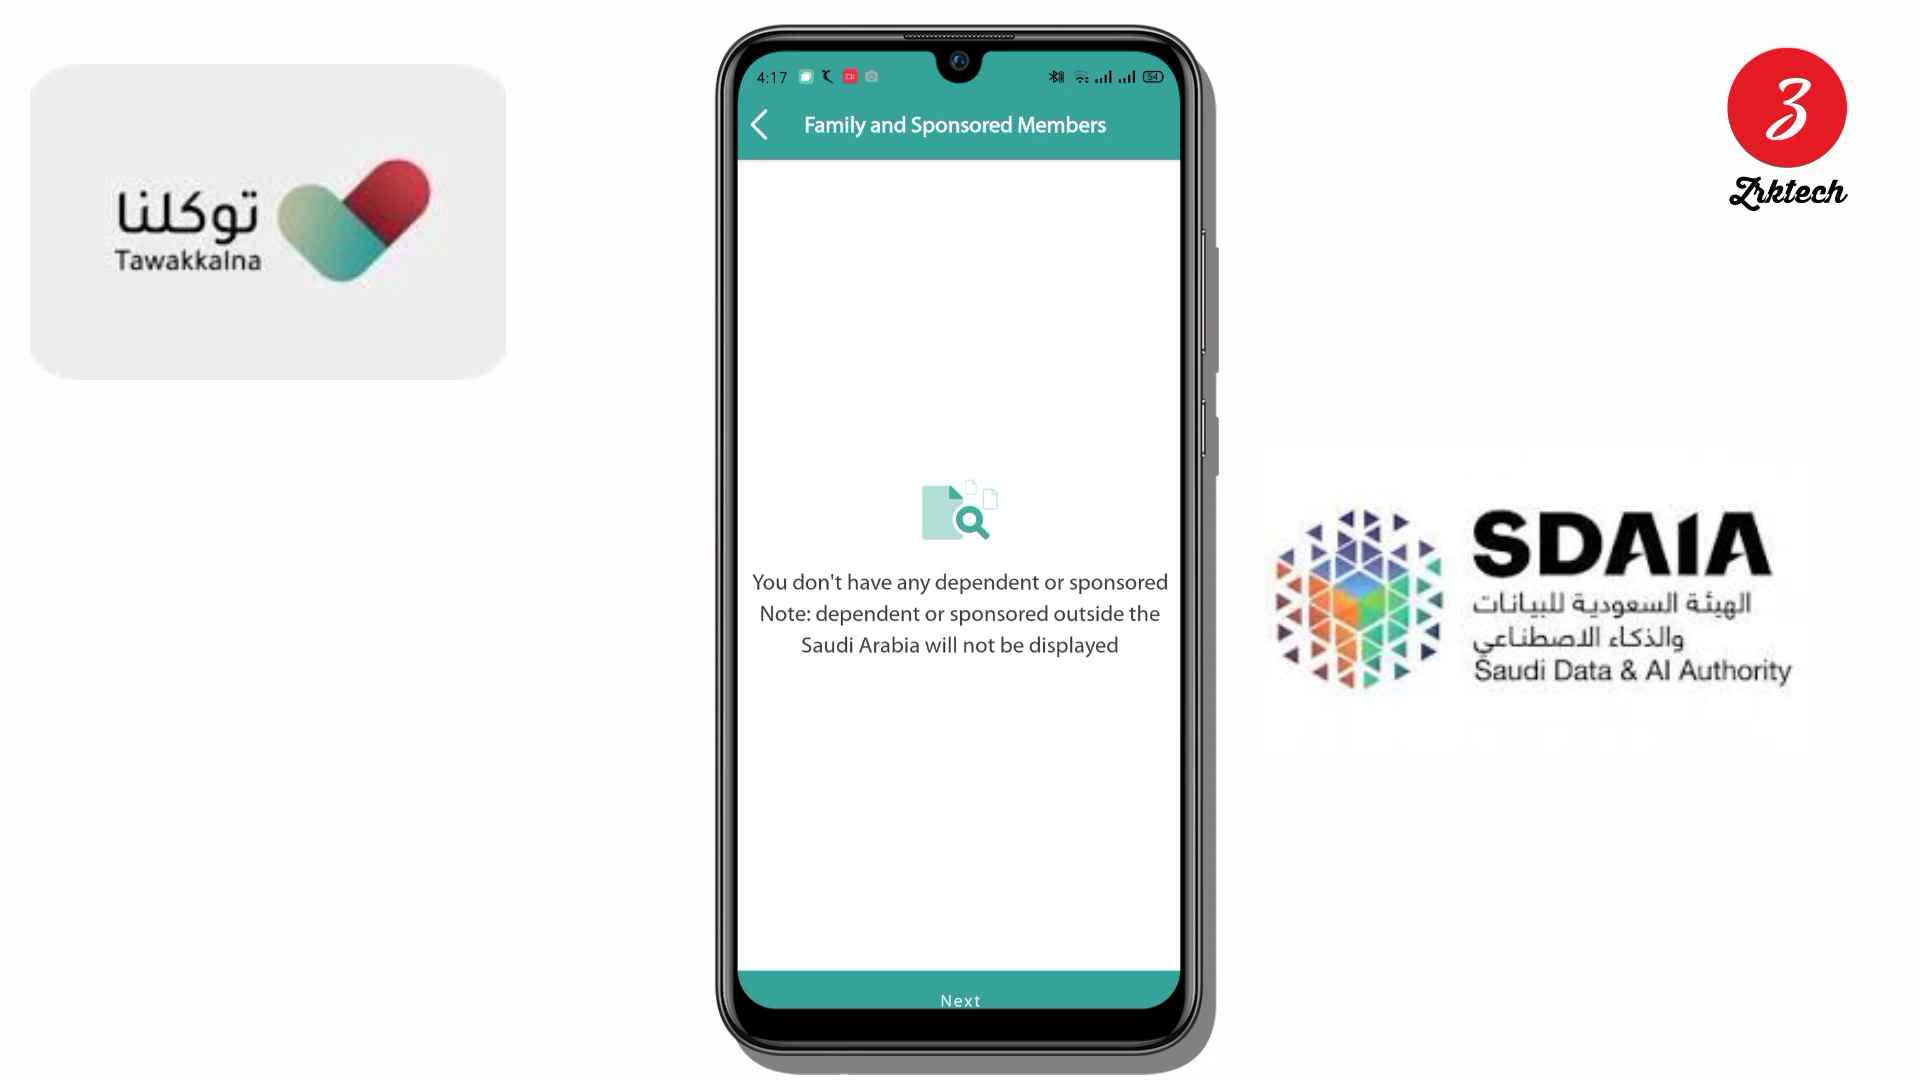 توكلنا
Tawakkalna
4:17
54
Family and Sponsored Members
You don't have any dependent or sponsored
Note: dependent or sponsored outside the
Saudi Arabia will not be displayed
Next
3
Zrktech
SDAIA
الهيئة السعودية للبيانات
والذكاء الاصطناعي
Saudi Data & AI Authority